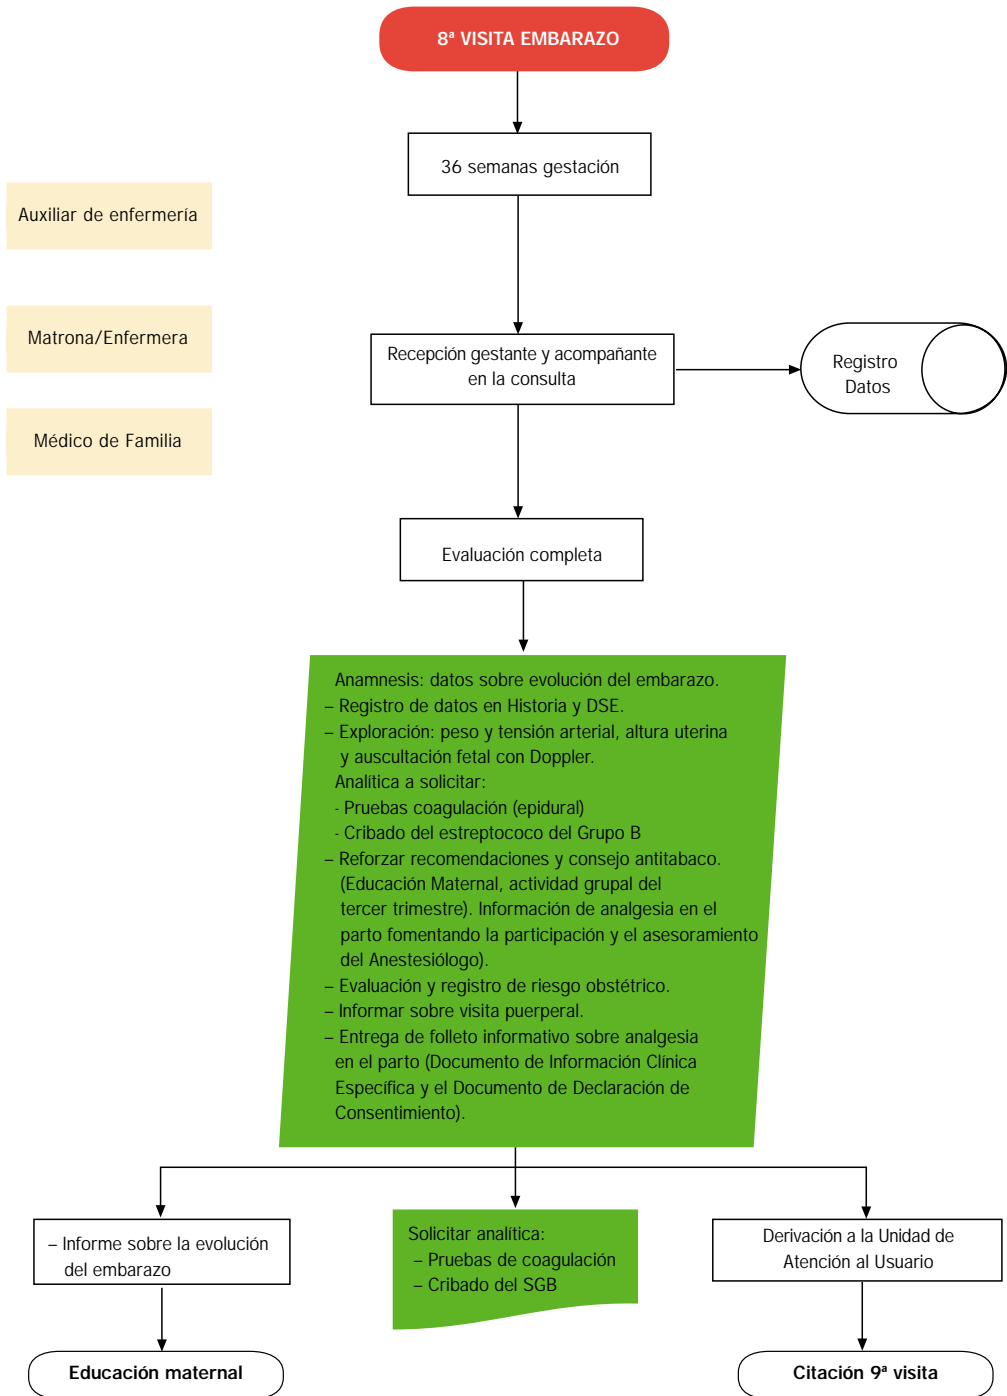 8ª VISITA EMBARAZO
36 semanas gestación
Auxiliar de enfermería
Matrona/Enfermera
Médico de Familia
Recepción gestante y acompañante
en la consulta
Registro
Datos
Evaluación completa
Anamnesis: datos sobre evolución del embarazo.
– Registro de datos en Historia y DSE.
– Exploración: peso y tensión arterial, altura uterina
y auscultación fetal con Doppler.
Analítica a solicitar:
- Pruebas coagulación (epidural)
- Cribado del estreptococo del Grupo B
– Reforzar recomendaciones y consejo antitabaco.
(Educación Maternal, actividad grupal del
tercer trimestre). Información de analgesia en el
parto fomentando la participación y el asesoramiento
del Anestesiólogo).
– Evaluación y registro de riesgo obstétrico.
– Informar sobre visita puerperal.
– Entrega de folleto informativo sobre analgesia
en el parto (Documento de Información Clínica
Específica y el Documento de Declaración de
Consentimiento).
– Informe sobre la evolución
del embarazo
Solicitar analítica:
– Pruebas de coagulación
– Cribado del SGB
Derivación a la Unidad de
Atención al Usuario
Educación maternal
Citación 9ª visita